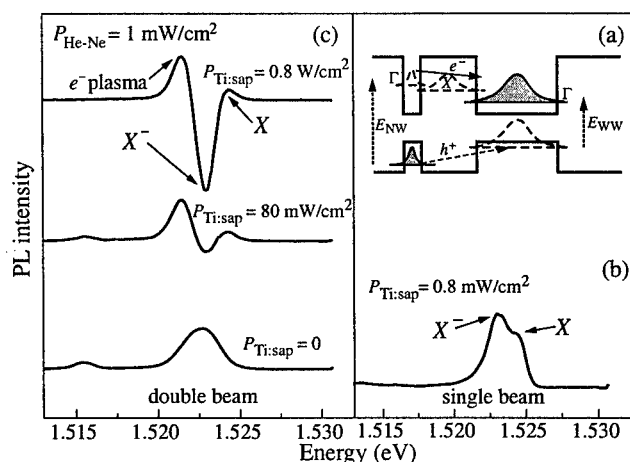 P_He-Ne = 1 mW/cm²
(c)
e⁻ plasma
P_Ti:sap = 0.8 W/cm²
X⁻
X
P_Ti:sap = 80 mW/cm²
P_Ti:sap = 0
double beam
PL intensity
(a)
Γ
e⁻
X
Γ
E_NW
h⁺
E_WW
(b)
P_Ti:sap = 0.8 mW/cm²
X⁻
X
single beam
1.515 1.520 1.525 1.530 1.515 1.520 1.525 1.530
Energy (eV)